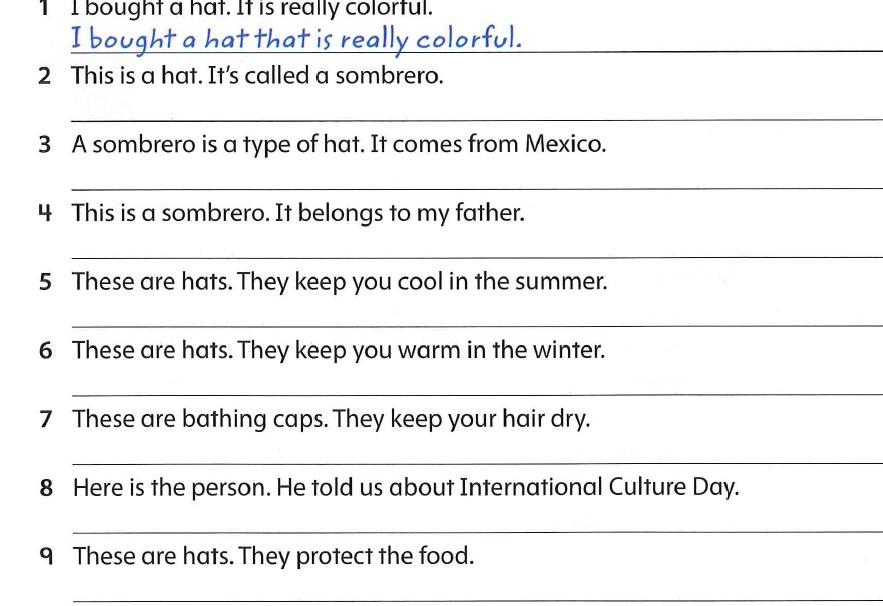 1 I bought a hat. It is really colorful.
I bought a hat that is really colorful.
2 This is a hat. It's called a sombrero.
3 A sombrero is a type of hat. It comes from Mexico.
4 This is a sombrero. It belongs to my father.
5 These are hats. They keep you cool in the summer.
6 These are hats. They keep you warm in the winter.
7 These are bathing caps. They keep your hair dry.
8 Here is the person. He told us about International Culture Day.
9 These are hats. They protect the food.